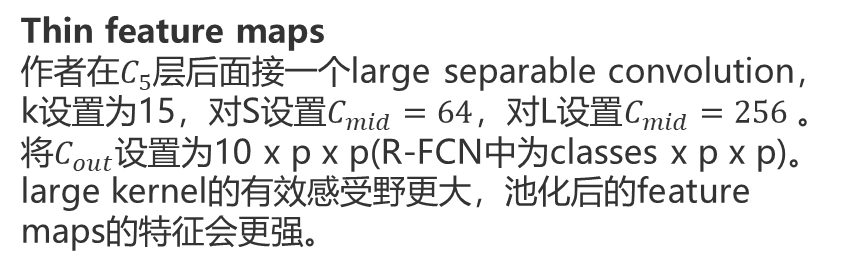 Thin feature maps
作者在C₅层后面接一个large separable convolution，
k设置为15，对S设置C_mid = 64，对L设置C_mid = 256 。
将C_out设置为10 x p x p(R-FCN中为classes x p x p)。
large kernel的有效感受野更大，池化后的feature
maps的特征会更强。